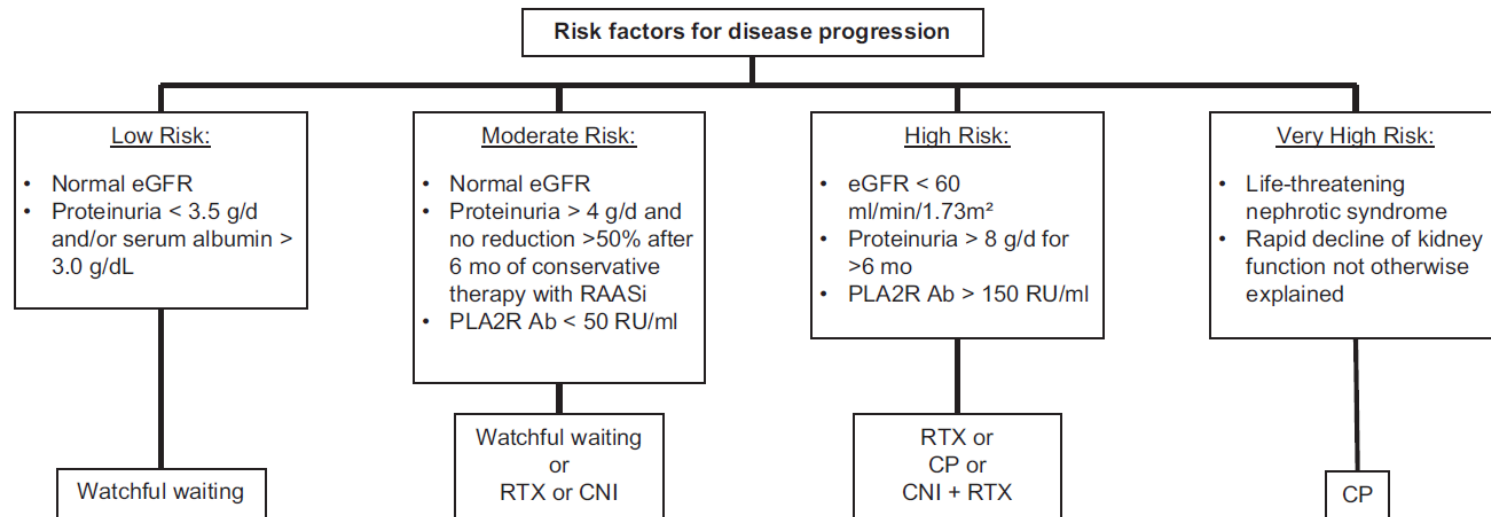 Risk factors for disease progression
Low Risk:
• Normal eGFR
• Proteinuria < 3.5 g/d
and/or serum albumin >
3.0 g/dL
Moderate Risk:
• Normal eGFR
• Proteinuria > 4 g/d and
no reduction >50% after
6 mo of conservative
therapy with RAASi
• PLA2R Ab < 50 RU/ml
High Risk:
• eGFR < 60
ml/min/1.73m²
• Proteinuria > 8 g/d for
>6 mo
• PLA2R Ab > 150 RU/ml
Very High Risk:
• Life-threatening
nephrotic syndrome
• Rapid decline of kidney
function not otherwise
explained
Watchful waiting
Watchful waiting
or
RTX or CNI
RTX or
CP or
CNI + RTX
CP